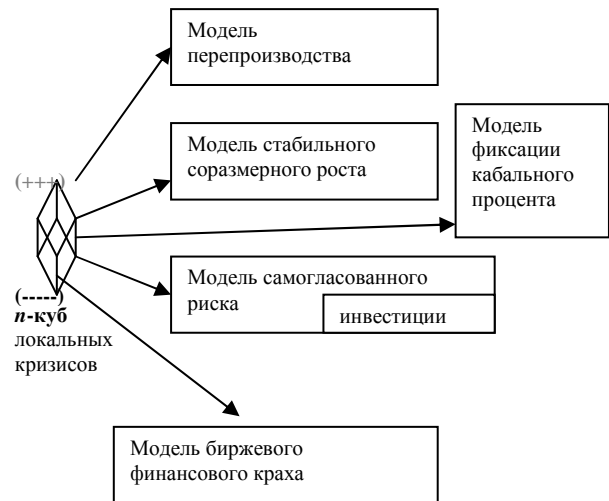 Модель
перепроизводства
Модель стабильного
соразмерного роста
Модель
фиксации
кабального
процента
(+++)
Модель самогласованного
риска
инвестиции
(-----)
n-куб
локальных
кризисов
Модель биржевого
финансового краха